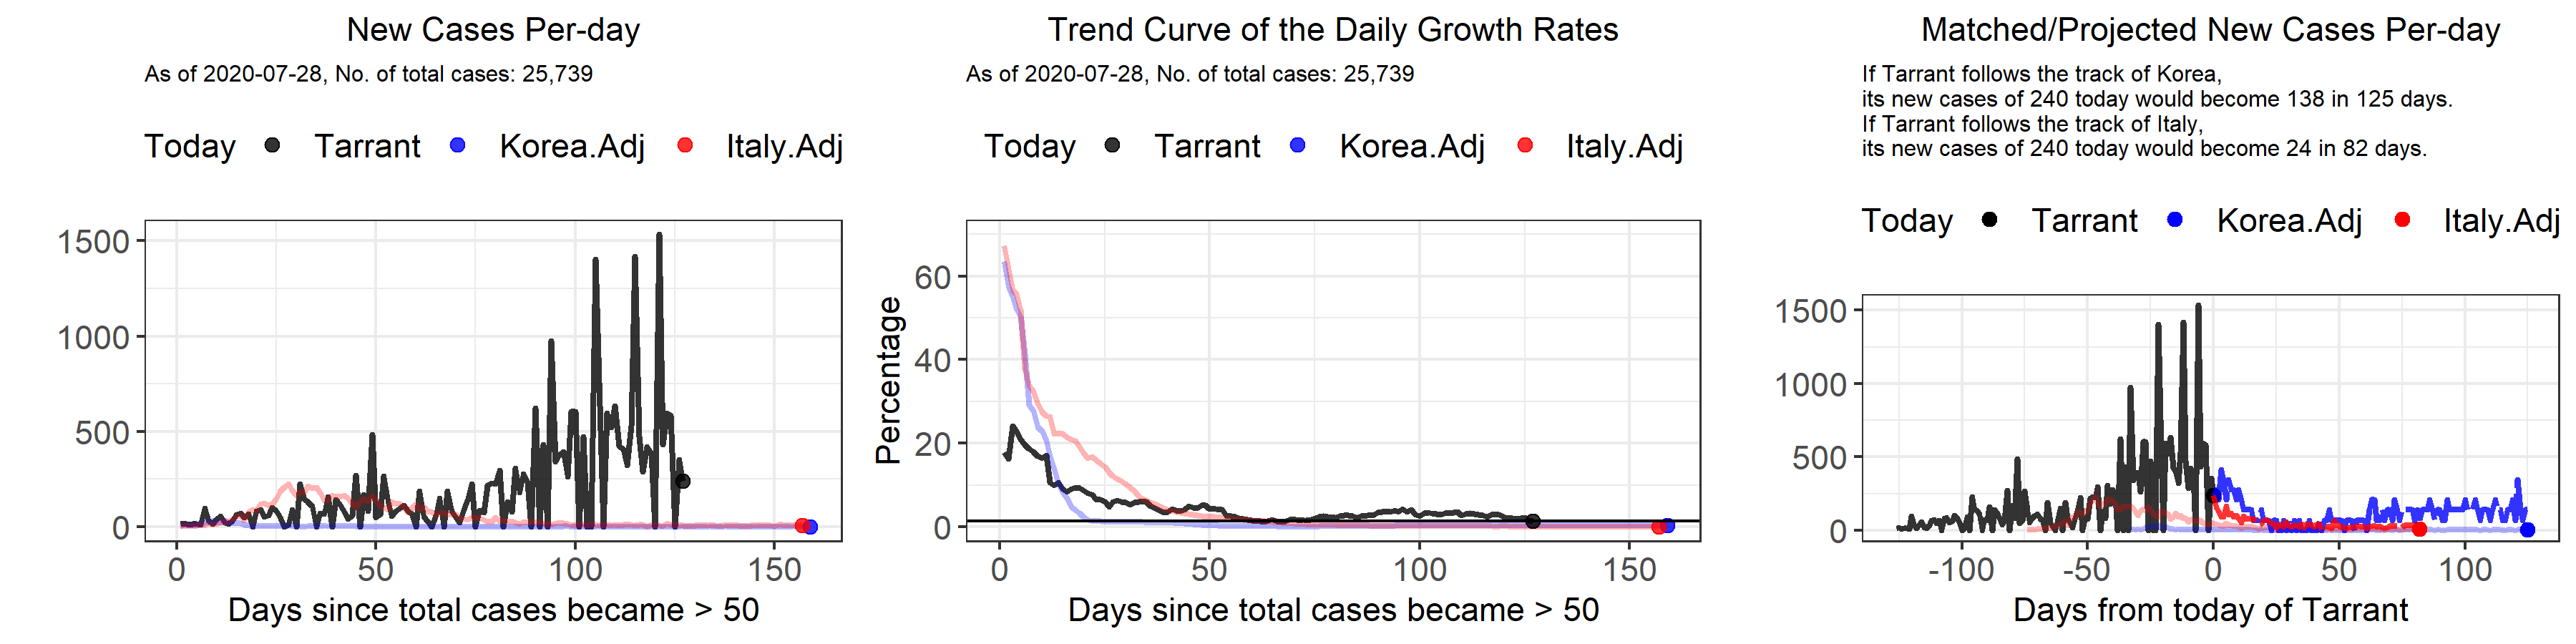 New Cases Per-day
As of 2020-07-28, No. of total cases: 25,739
Today Tarrant Korea.Adj Italy.Adj
1500
1000
500
0
0 50 100 150
Days since total cases became > 50
Trend Curve of the Daily Growth Rates
As of 2020-07-28, No. of total cases: 25,739
Today Tarrant Korea.Adj Italy.Adj
Percentage
60
40
20
0
0 50 100 150
Days since total cases became > 50
Matched/Projected New Cases Per-day
If Tarrant follows the track of Korea,
its new cases of 240 today would become 138 in 125 days.
If Tarrant follows the track of Italy,
its new cases of 240 today would become 24 in 82 days.
Today Tarrant Korea.Adj Italy.Adj
1500
1000
500
0
-100 -50 0 50 100
Days from today of Tarrant